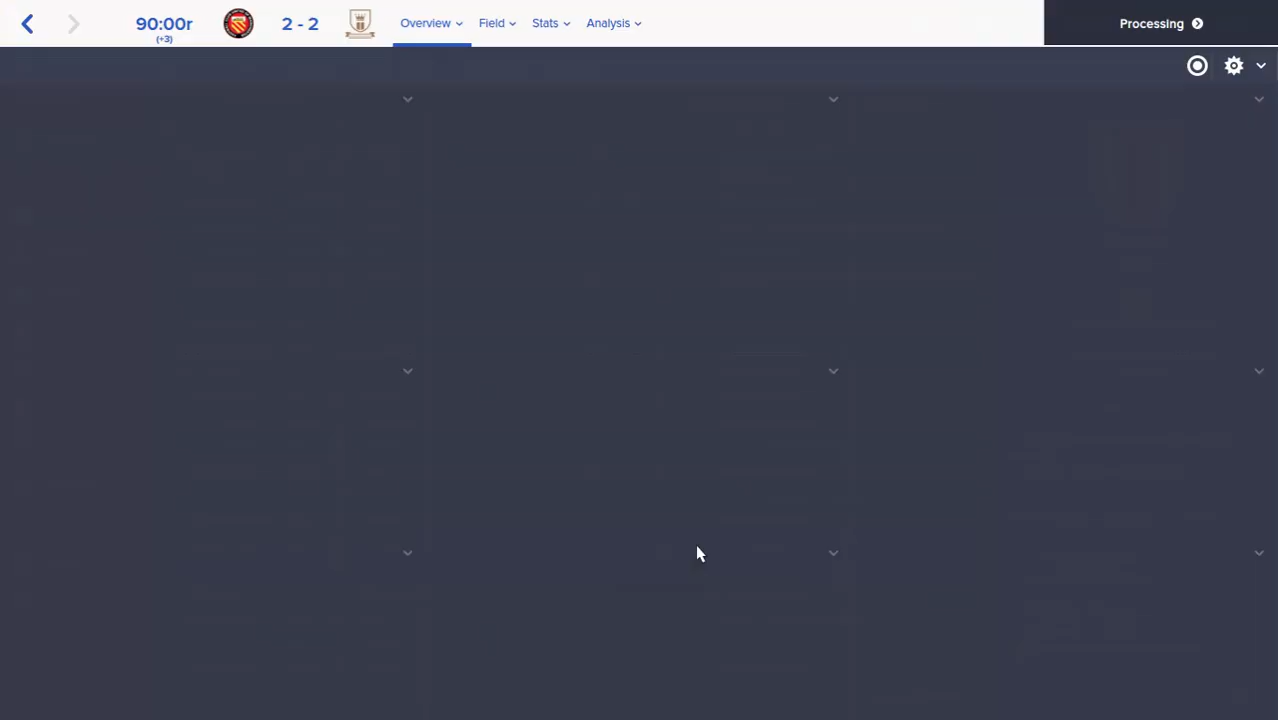 90:00r
(+3)
2 - 2
Overview
Field
Stats
Analysis
Processing